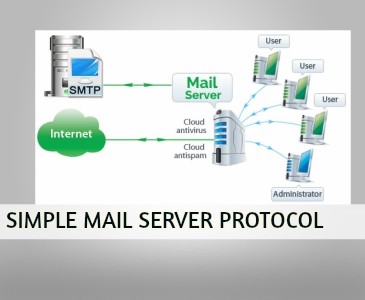 User
User
User
SMTP
Mail
Server
Internet
Cloud
antivirus
Cloud
antispam
Administrator
SIMPLE MAIL SERVER PROTOCOL